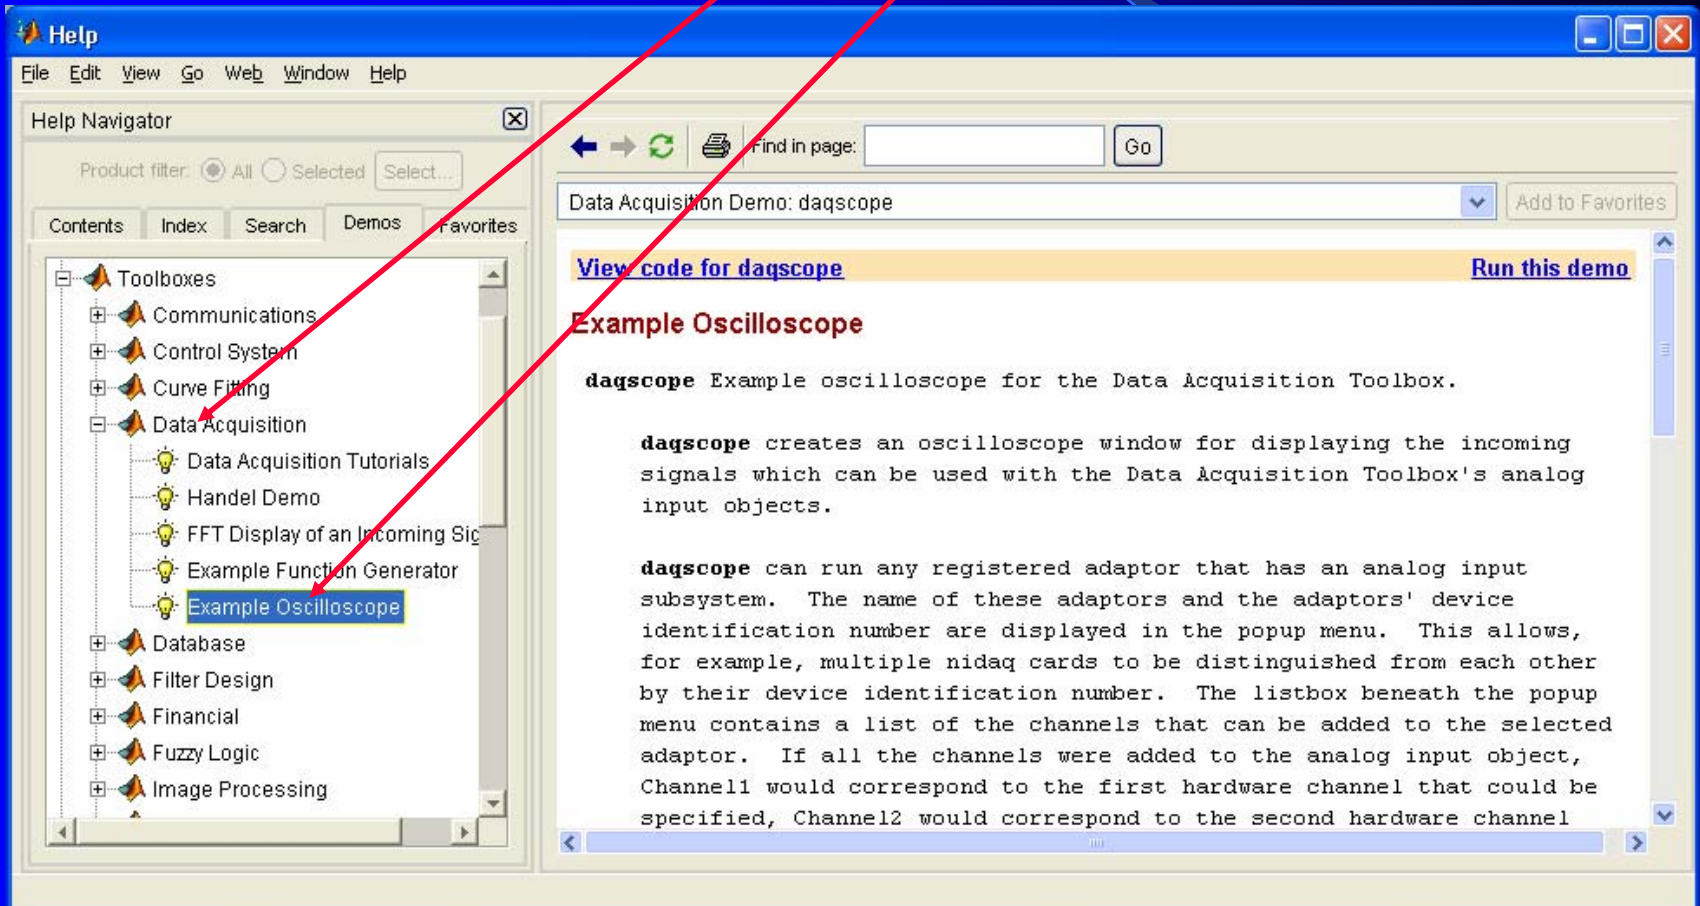 Help
File Edit View Go Web Window Help
Help Navigator
Product filter: All Selected Select...
Contents Index Search Demos Favorites
Toolboxes
Communications
Control System
Curve Fitting
Data Acquisition
Data Acquisition Tutorials
Handel Demo
FFT Display of an Incoming Sig
Example Function Generator
Example Oscilloscope
Database
Filter Design
Financial
Fuzzy Logic
Image Processing
Find in page: Go
Data Acquisition Demo: daqscope Add to Favorites
View code for daqscope Run this demo
Example Oscilloscope
daqscope Example oscilloscope for the Data Acquisition Toolbox.
daqscope creates an oscilloscope window for displaying the incoming
signals which can be used with the Data Acquisition Toolbox's analog
input objects.
daqscope can run any registered adaptor that has an analog input
subsystem. The name of these adaptors and the adaptors' device
identification number are displayed in the popup menu. This allows,
for example, multiple nidaq cards to be distinguished from each other
by their device identification number. The listbox beneath the popup
menu contains a list of the channels that can be added to the selected
adaptor. If all the channels were added to the analog input object,
Channel1 would correspond to the first hardware channel that could be
specified, Channel2 would correspond to the second hardware channel